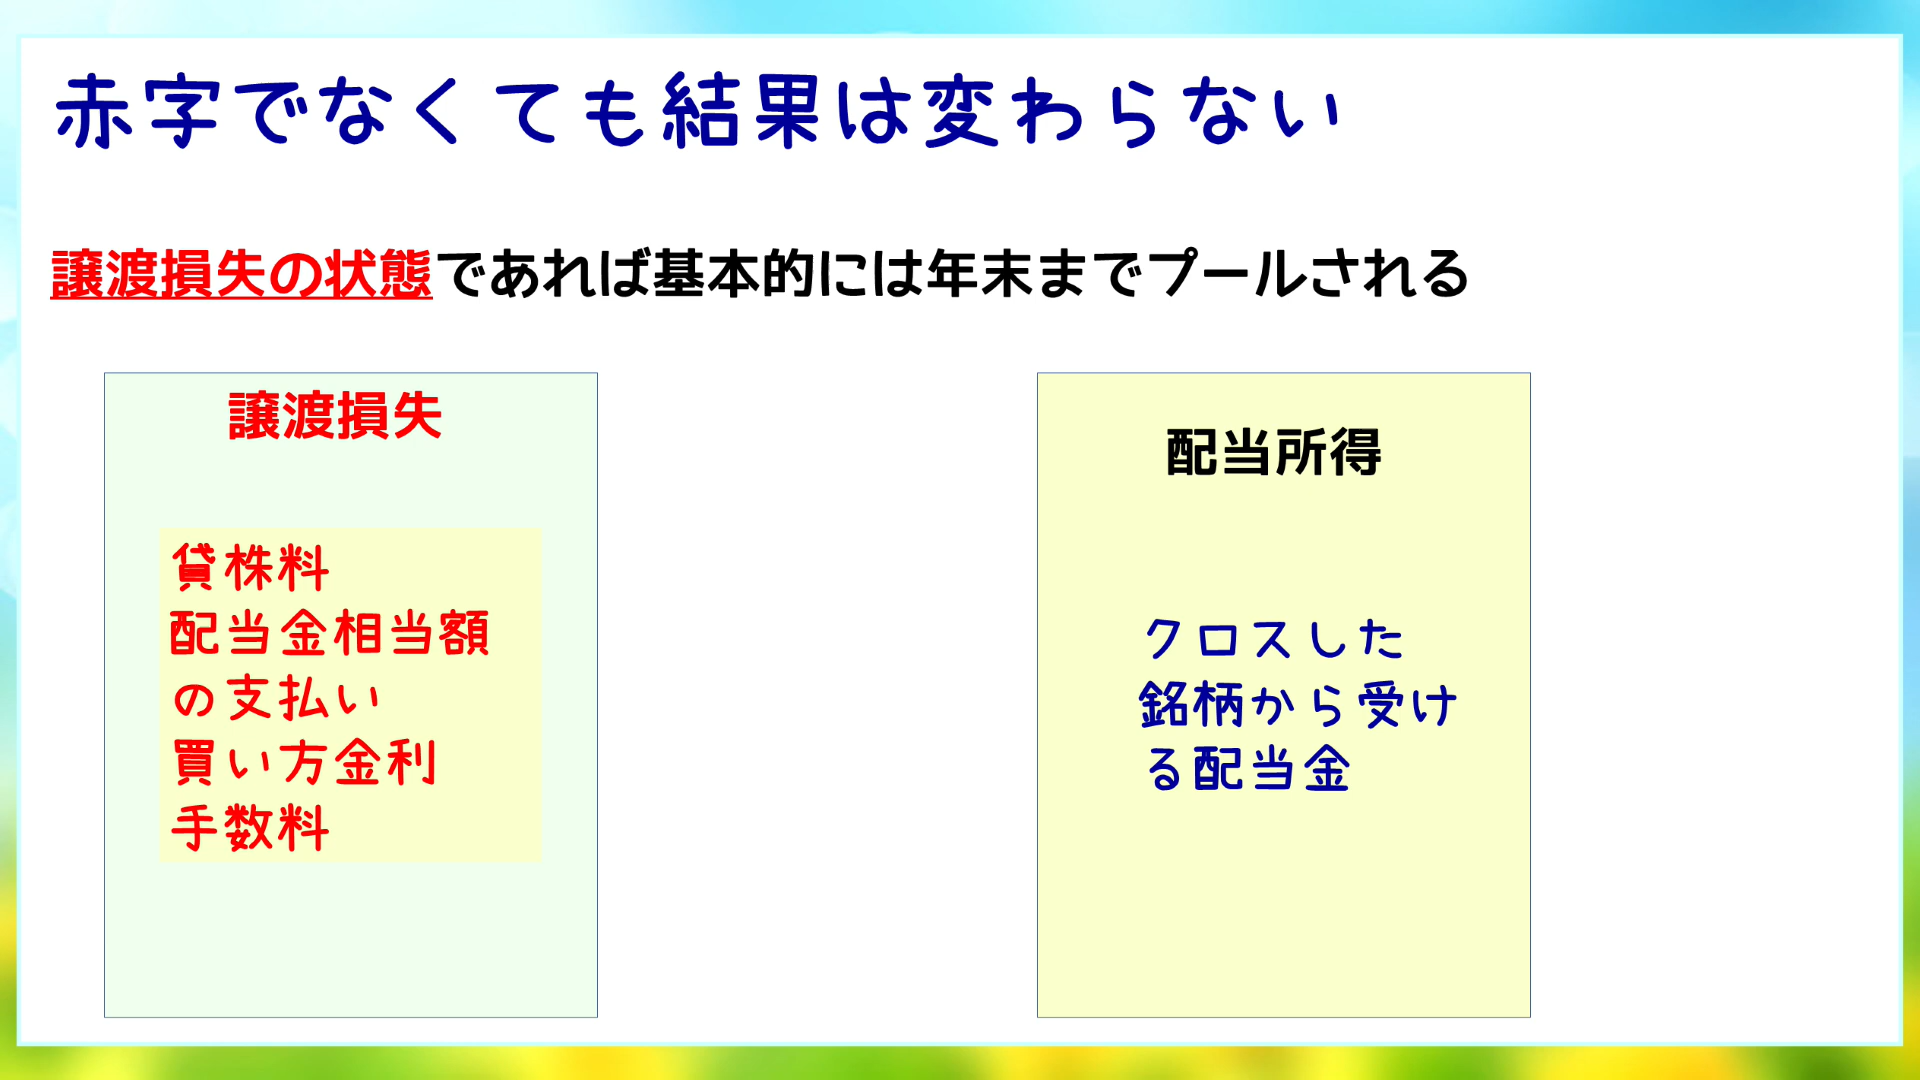 赤字でなくても結果は変わらない
譲渡損失の状態であれば基本的には年末までプールされる
譲渡損失
貸株料
配当金相当額
の支払い
買い方金利
手数料
配当所得
クロスした
銘柄から受け
る配当金